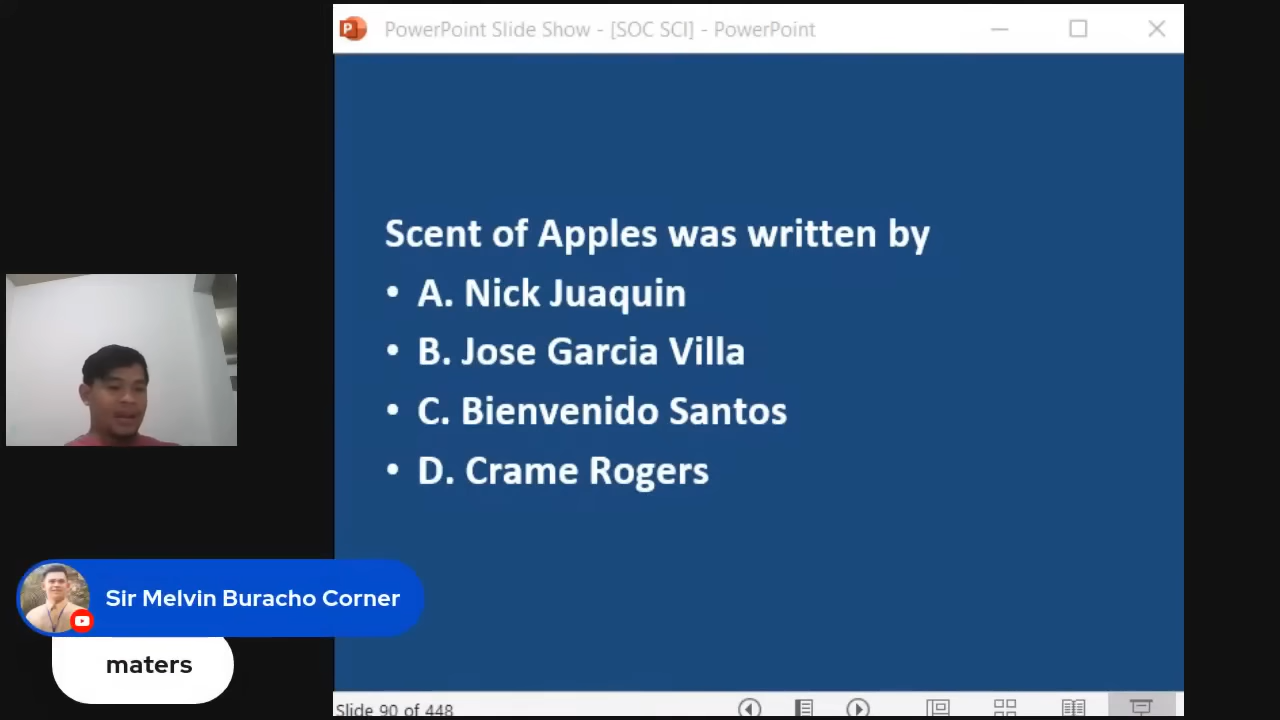 PowerPoint Slide Show - [SOC SCI] - PowerPoint
Scent of Apples was written by
• A. Nick Juaquin
• B. Jose Garcia Villa
• C. Bienvenido Santos
• D. Crame Rogers
Sir Melvin Buracho Corner
maters
Slide 90 of 448